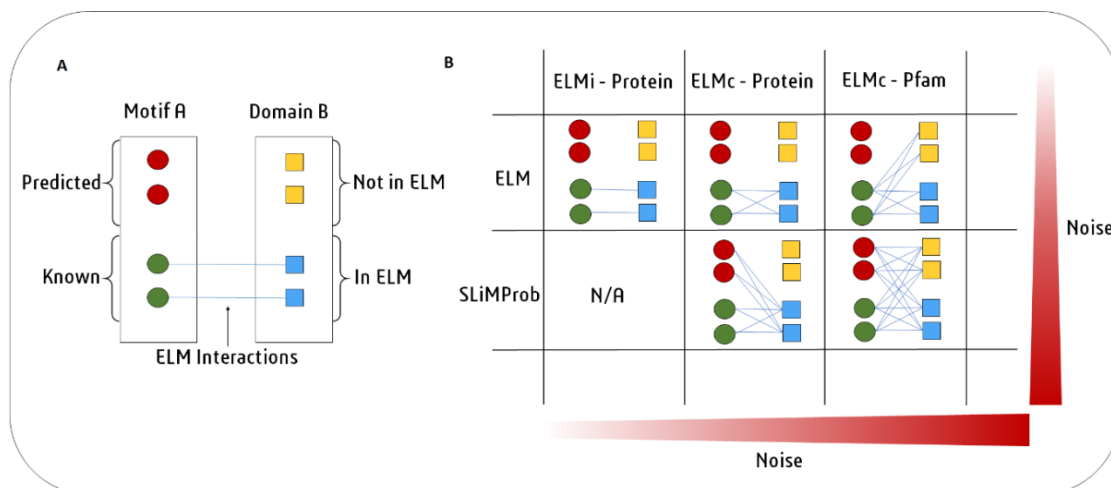 A
Motif A Domain B
Predicted
Not in ELM
Known
In ELM
ELM Interactions
B
ELMi - Protein ELMc - Protein ELMc - Pfam
ELM
SLiMProb
N/A
Noise
Noise